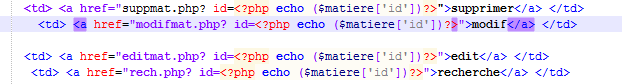 <td> <a href="suppmat.php? id=<?php echo ($matiere['id'])?>">supprimer</a> </td>
<td> <a href="modifmat.php? id=<?php echo ($matiere['id'])?>">modif</a> </td>
<td> <a href="editmat.php? id=<?php echo ($matiere['id'])?>">edit</a> </td>
<td> <a href="rech.php? id=<?php echo ($matiere['id'])?>">recherche</a> </td>